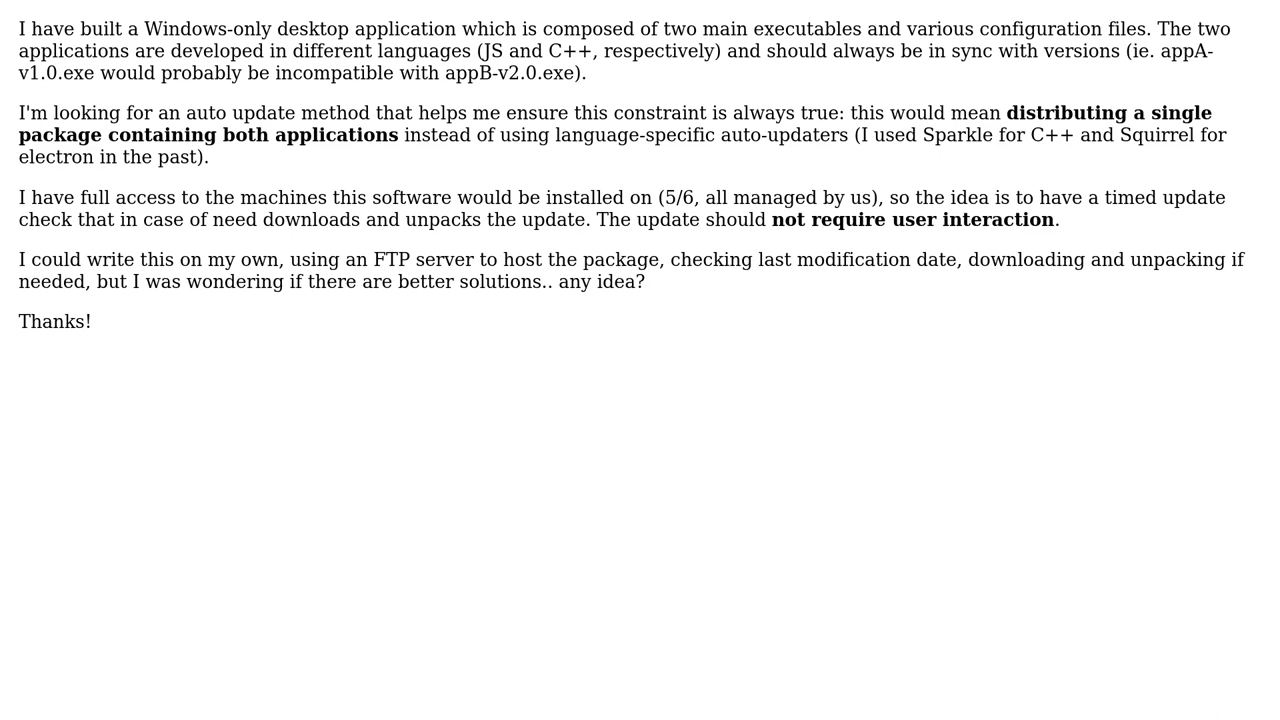 I have built a Windows-only desktop application which is composed of two main executables and various configuration files. The two
applications are developed in different languages (JS and C++, respectively) and should always be in sync with versions (ie. appA-
v1.0.exe would probably be incompatible with appB-v2.0.exe).
I'm looking for an auto update method that helps me ensure this constraint is always true: this would mean distributing a single
package containing both applications instead of using language-specific auto-updaters (I used Sparkle for C++ and Squirrel for
electron in the past).
I have full access to the machines this software would be installed on (5/6, all managed by us), so the idea is to have a timed update
check that in case of need downloads and unpacks the update. The update should not require user interaction.
I could write this on my own, using an FTP server to host the package, checking last modification date, downloading and unpacking if
needed, but I was wondering if there are better solutions.. any idea?
Thanks!